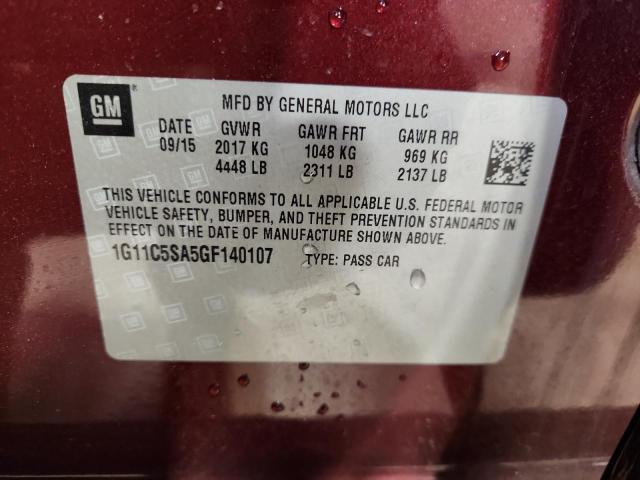 GM
MFD BY GENERAL MOTORS LLC
DATE GVWR GAWR FRT GAWR RR
09/15 2017 KG 1048 KG 969 KG
4448 LB 2311 LB 2137 LB
THIS VEHICLE CONFORMS TO ALL APPLICABLE U.S. FEDERAL MOTOR
VEHICLE SAFETY, BUMPER, AND THEFT PREVENTION STANDARDS IN
EFFECT ON THE DATE OF MANUFACTURE SHOWN ABOVE.
1G11C5SA5GF140107 TYPE: PASS CAR